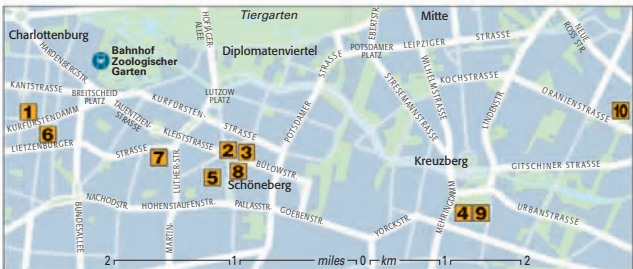 Tiergarten
Mitte
Charlottenburg
HARDENBERGSTR.
Bahnhof
Zoologischer
Garten
HOFJÄGER-
ALLEE
Diplomatenviertel
EBERTSTR.
POTSDAMER
PLATZ
LEIPZIGER STRASSE
NEUE
ROSS STR.
KANTSTRASSE
BREITSCHEID
PLATZ
LUTZOW
PLATZ
POTSDAMER STRASSE
STRESEMANNSTRASSE
WILHELMSTRASSE
KOCHSTRASSE
LINDENSTR.
ORANIENSTRASSE
10
1
KURFÜRSTENDAMM
TAUENTZIEN-
STRASSE
KURFÜRSTEN-
STRASSE
KLEISTSTRASSE
6
LIETZENBURGER STRASSE
7
LUTHER STR.
2 3
8
5
BÜLOWSTR.
Schöneberg
Kreuzberg
GITSCHINER STRASSE
BUNDESALLEE
NACHODSTR.
HOHENSTAUFENSTR.
PALLASSTR.
GOEBENSTR.
YORCKSTR.
MEHRINGDAMM
4 9
URBANSTRASSE
MARTIN-
2 1 miles 0 km 1 2